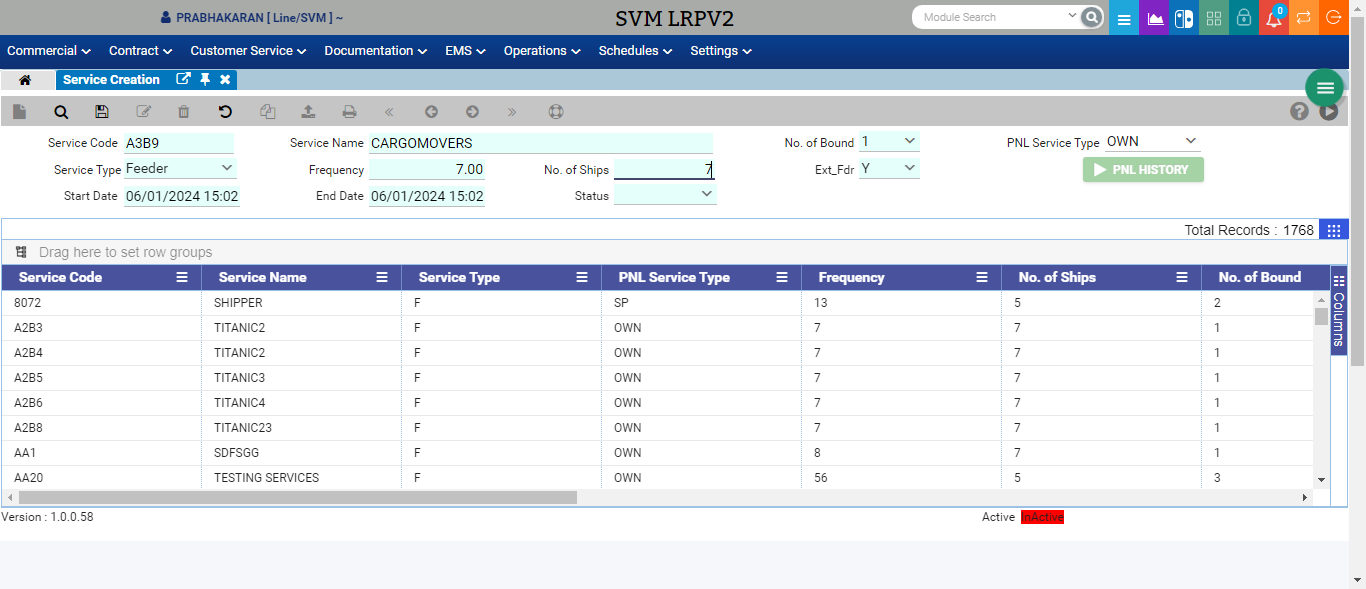 PRABHAKARAN [ Line/SVM ] ~ SVM LRPV2 Module Search 0
Commercial Contract Customer Service Documentation EMS Operations Schedules Settings
Service Creation
Service Code A3B9 Service Name CARGOMOVERS No. of Bound 1 PNL Service Type OWN
Service Type Feeder Frequency 7.00 No. of Ships 7 Ext_Fdr Y PNL HISTORY
Start Date 06/01/2024 15:02 End Date 06/01/2024 15:02 Status
Total Records : 1768
Drag here to set row groups
Service Code Service Name Service Type PNL Service Type Frequency No. of Ships No. of Bound
8072 SHIPPER F SP 13 5 2
A2B3 TITANIC2 F OWN 7 7 1
A2B4 TITANIC2 F OWN 7 7 1
A2B5 TITANIC3 F OWN 7 7 1
A2B6 TITANIC4 F OWN 7 7 1
A2B8 TITANIC23 F OWN 7 7 1
AA1 SDFSGG F OWN 8 7 1
AA20 TESTING SERVICES F OWN 56 5 3
Columns
Version : 1.0.0.58 Active InActive